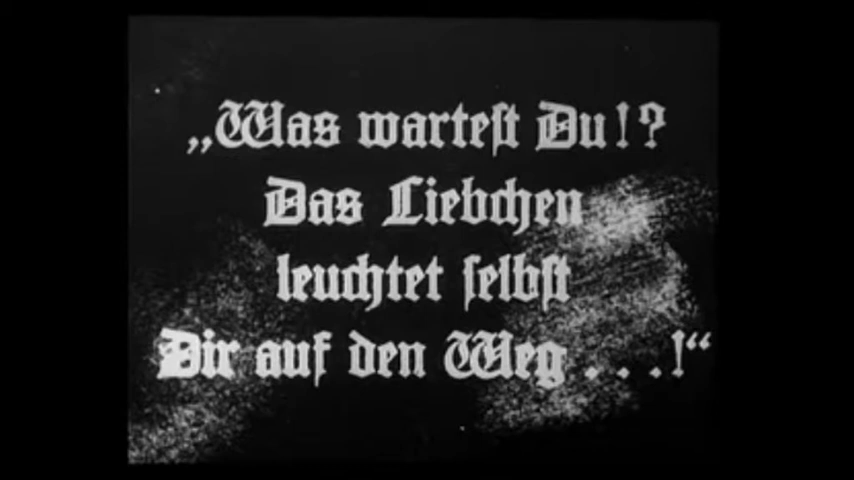 „Was wartest Du!?
Das Liebchen
leuchtet selbst
Dir auf den Weg . . .!“